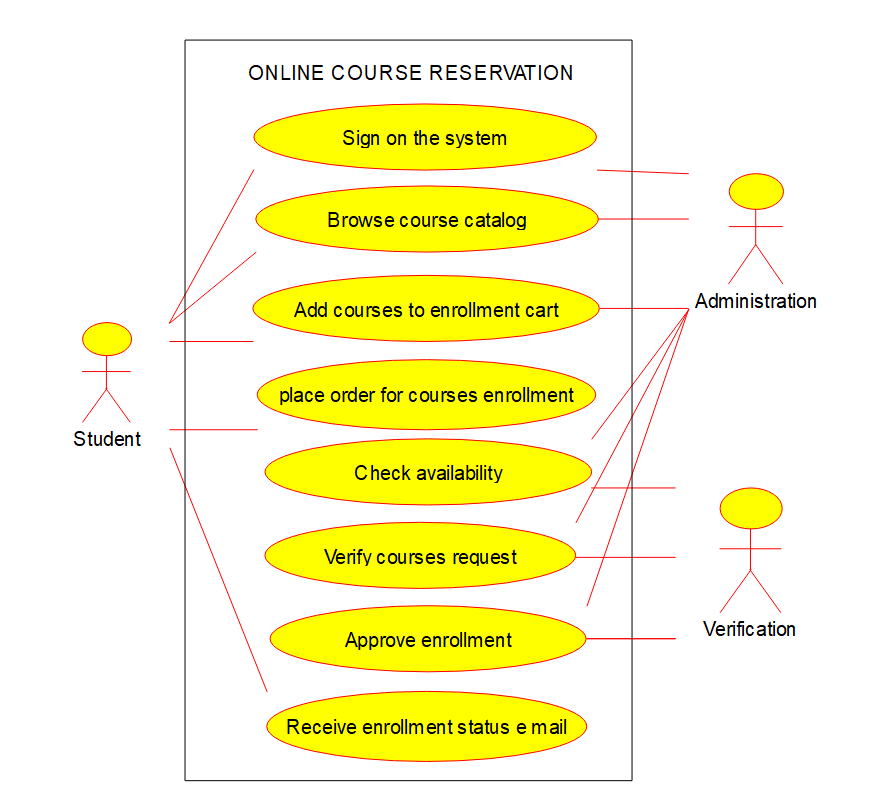 ONLINE COURSE RESERVATION
Sign on the system
Browse course catalog
Add courses to enrollment cart
Administration
place order for courses enrollment
Student
Check availability
Verify courses request
Verification
Approve enrollment
Receive enrollment status e mail